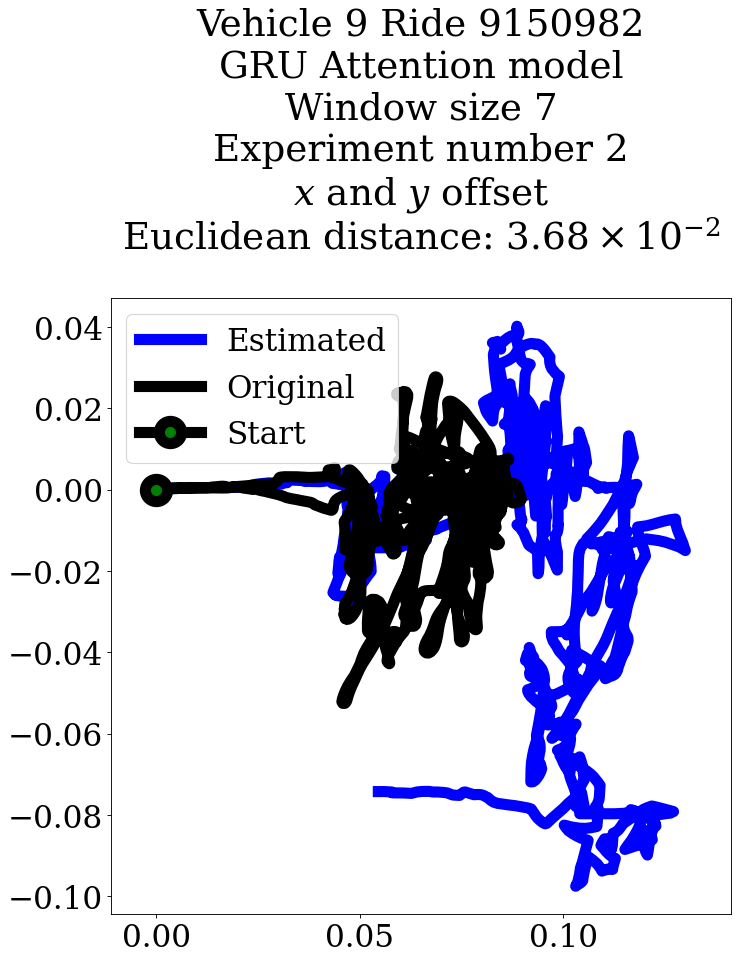 Vehicle 9 Ride 9150982
GRU Attention model
Window size 7
Experiment number 2
x and y offset
Euclidean distance: 3.68 × 10⁻²
Estimated
Original
Start
0.04
0.02
0.00
−0.02
−0.04
−0.06
−0.08
−0.10
0.00 0.05 0.10